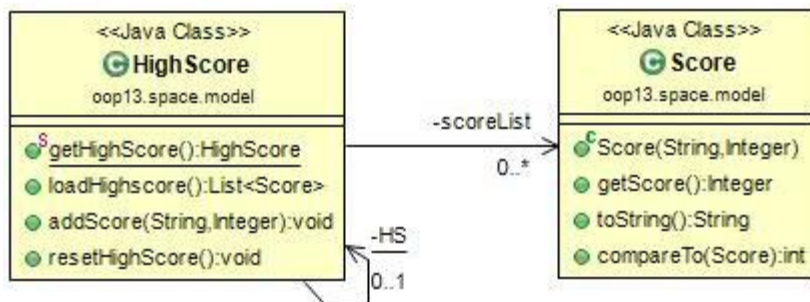 <<Java Class>>
HighScore
oop13.space.model
getHighScore():HighScore
loadHighscore():List<Score>
addScore(String,Integer):void
resetHighScore():void
-scoreList
0..*
-HS
0..1
<<Java Class>>
Score
oop13.space.model
Score(String,Integer)
getScore():Integer
toString():String
compareTo(Score):int